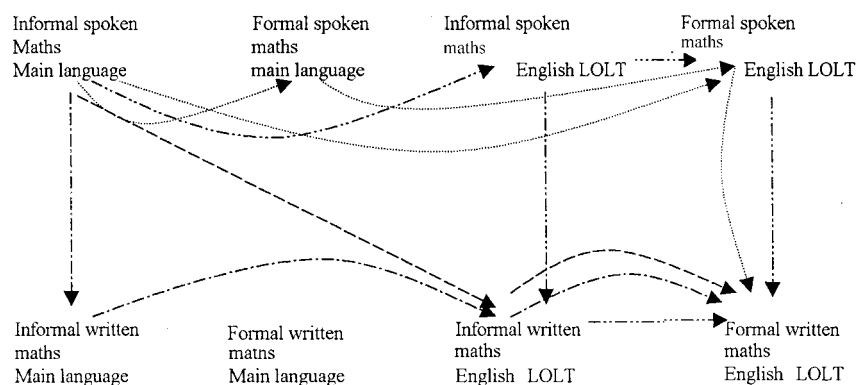 Informal spoken
Maths
Main language
Formal spoken
maths
main language
Informal spoken
maths
English LOLT
Formal spoken
maths
English LOLT
Informal written
maths
Main language
Formal written
matns
Main language
Informal written
maths
English LOLT
Formal written
maths
English LOLT